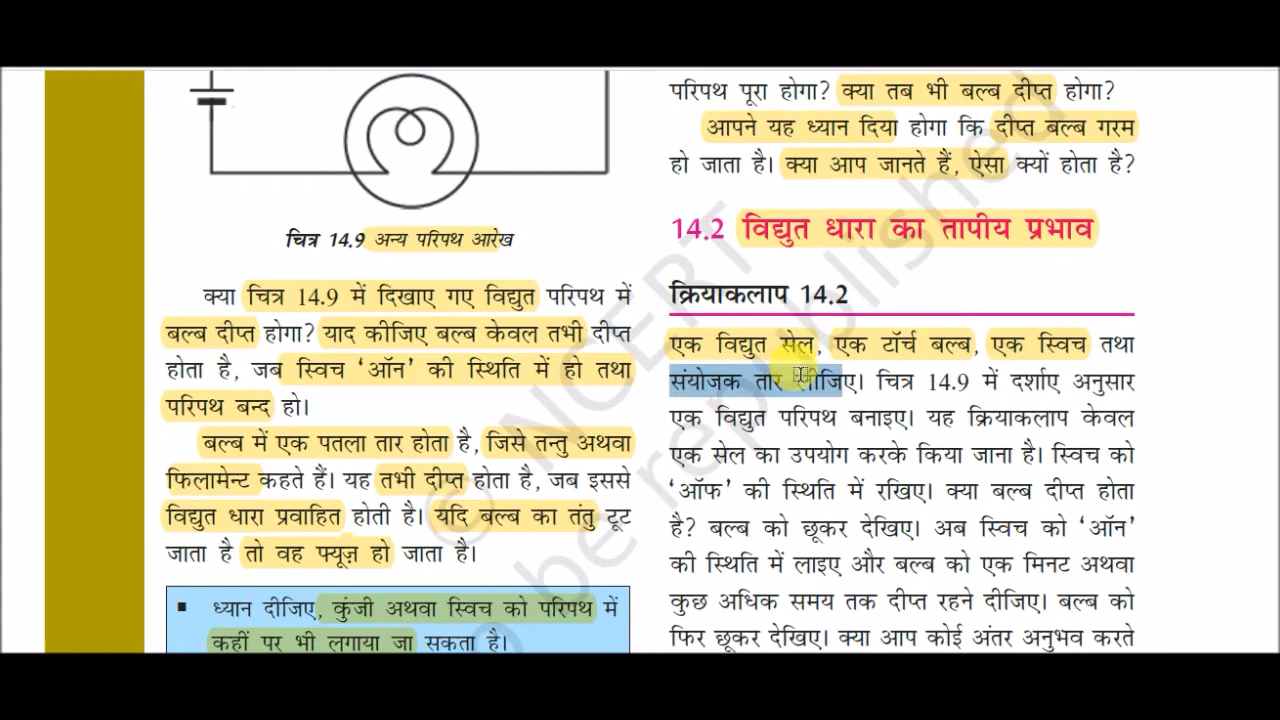 चित्र 14.9 अन्य परिपथ आरेख
क्या चित्र 14.9 में दिखाए गए विद्युत परिपथ में
बल्ब दीप्त होगा? याद कीजिए बल्ब केवल तभी दीप्त
होता है, जब स्विच ‘ऑन’ की स्थिति में हो तथा
परिपथ बन्द हो।
बल्ब में एक पतला तार होता है, जिसे तन्तु अथवा
फिलामेन्ट कहते हैं। यह तभी दीप्त होता है, जब इससे
विद्युत धारा प्रवाहित होती है। यदि बल्ब का तंतु टूट
जाता है तो वह फ्यूज़ हो जाता है।
▪ ध्यान दीजिए, कुंजी अथवा स्विच को परिपथ में
कहीं पर भी लगाया जा सकता है।
परिपथ पूरा होगा? क्या तब भी बल्ब दीप्त होगा?
आपने यह ध्यान दिया होगा कि दीप्त बल्ब गरम
हो जाता है। क्या आप जानते हैं, ऐसा क्यों होता है?
14.2 विद्युत धारा का तापीय प्रभाव
क्रियाकलाप 14.2
एक विद्युत सेल, एक टॉर्च बल्ब, एक स्विच तथा
संयोजक तार लीजिए। चित्र 14.9 में दर्शाए अनुसार
एक विद्युत परिपथ बनाइए। यह क्रियाकलाप केवल
एक सेल का उपयोग करके किया जाना है। स्विच को
‘ऑफ’ की स्थिति में रखिए। क्या बल्ब दीप्त होता
है? बल्ब को छूकर देखिए। अब स्विच को ‘ऑन’
की स्थिति में लाइए और बल्ब को एक मिनट अथवा
कुछ अधिक समय तक दीप्त रहने दीजिए। बल्ब को
फिर छूकर देखिए। क्या आप कोई अंतर अनुभव करते
© NCERT
be republished